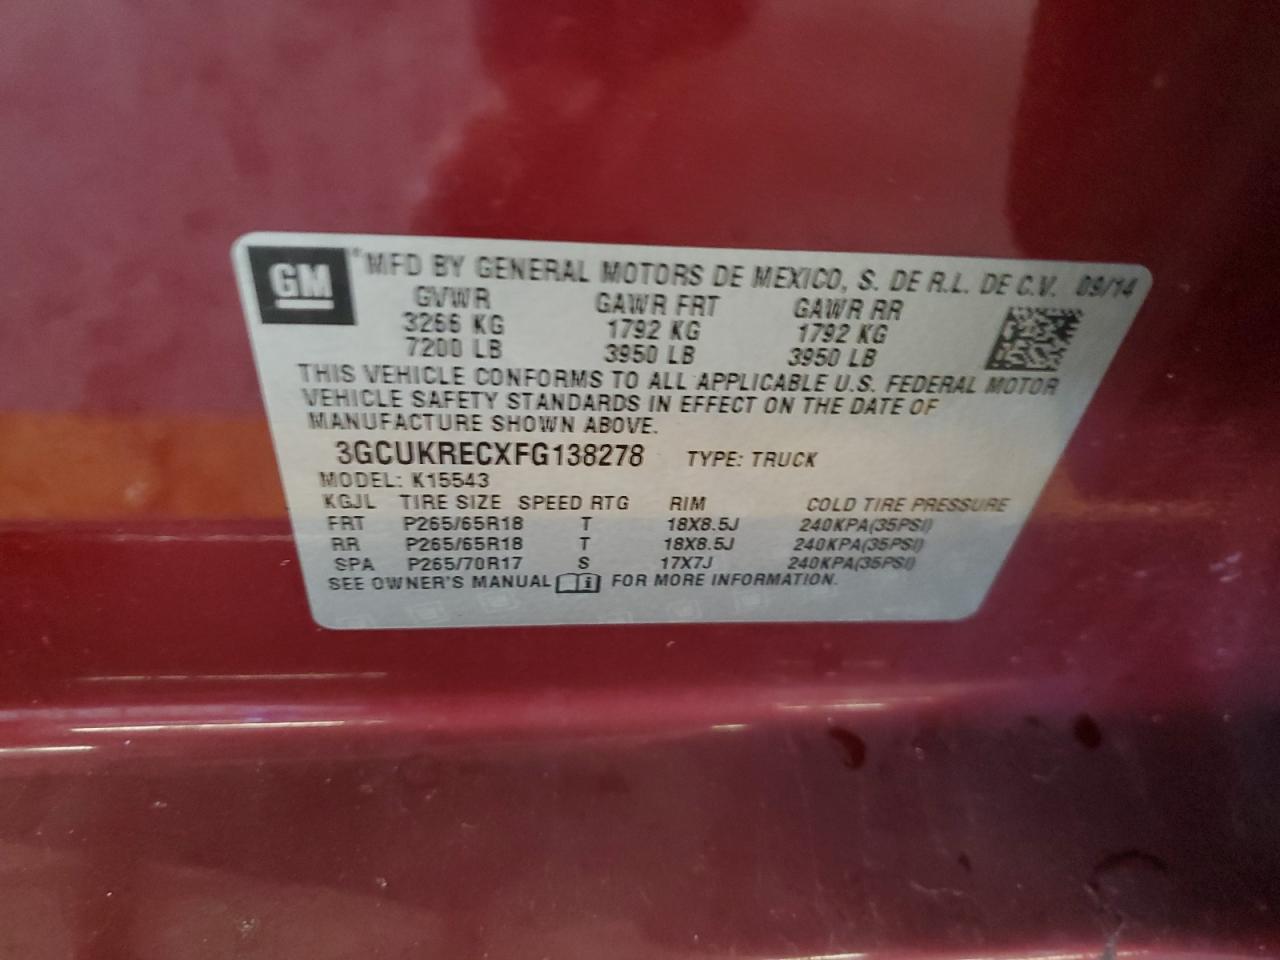 GM
MFD BY GENERAL MOTORS DE MEXICO, S. DE R.L. DE C.V. 09/14
GVWR GAWR FRT GAWR RR
3266 KG 1792 KG 1792 KG
7200 LB 3950 LB 3950 LB
THIS VEHICLE CONFORMS TO ALL APPLICABLE U.S. FEDERAL MOTOR
VEHICLE SAFETY STANDARDS IN EFFECT ON THE DATE OF
MANUFACTURE SHOWN ABOVE.
3GCUKRECXFG138278 TYPE: TRUCK
MODEL: K15543
KGJL TIRE SIZE SPEED RTG RIM COLD TIRE PRESSURE
FRT P265/65R18 T 18X8.5J 240KPA(35PSI)
RR P265/65R18 T 18X8.5J 240KPA(35PSI)
SPA P265/70R17 S 17X7J 240KPA(35PSI)
SEE OWNER'S MANUAL FOR MORE INFORMATION.